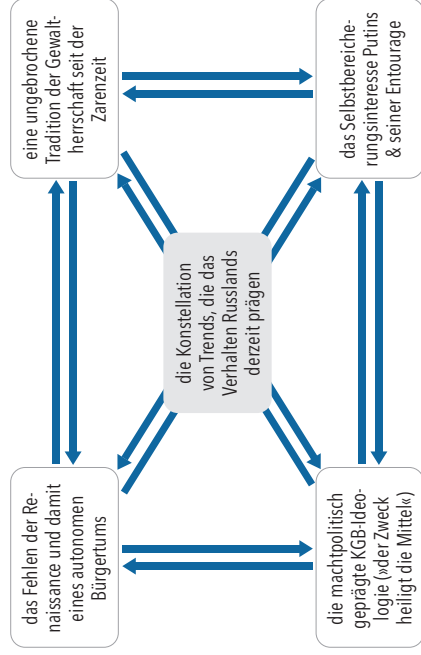 das Fehlen der Re-
naissance und damit
eines autonomen
Bürgertums
eine ungebrochene
Tradition der Gewalt-
herrschaft seit der
Zarenzeit
die Konstellation
von Trends, die das
Verhalten Russlands
derzeit prägen
die machtpolitisch
geprägte KGB-Ideo-
logie (»der Zweck
heiligt die Mittel«)
das Selbstbereiche-
rungsinteresse Putins
& seiner Entourage